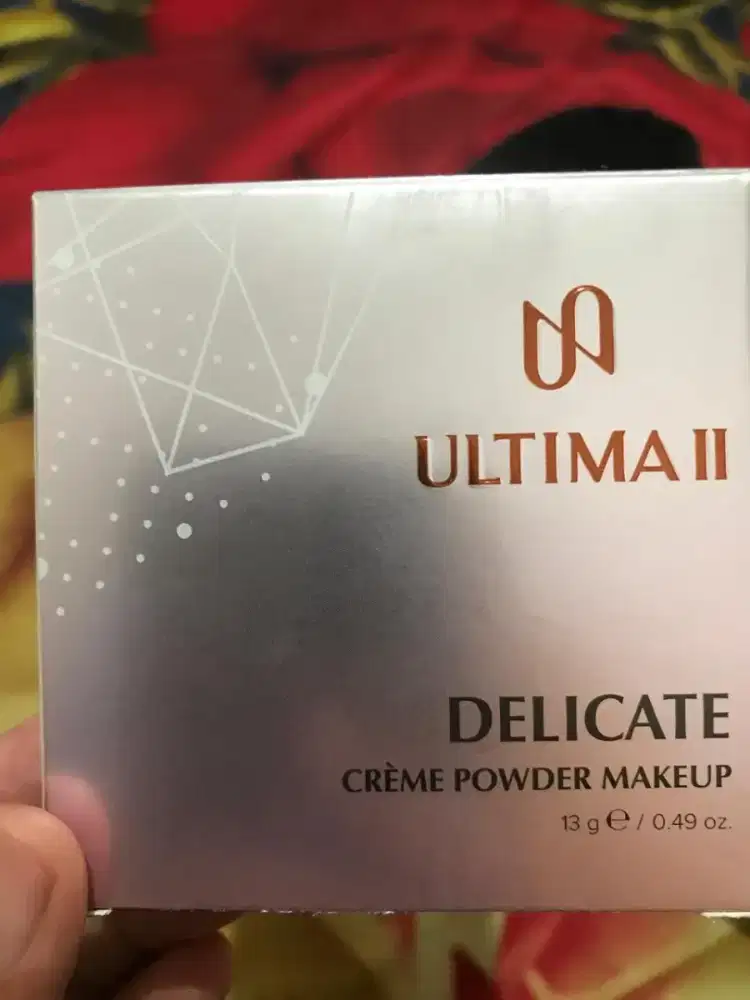 ULTIMA II
DELICATE
CRÈME POWDER MAKEUP
13 g ℮ / 0.49 oz.